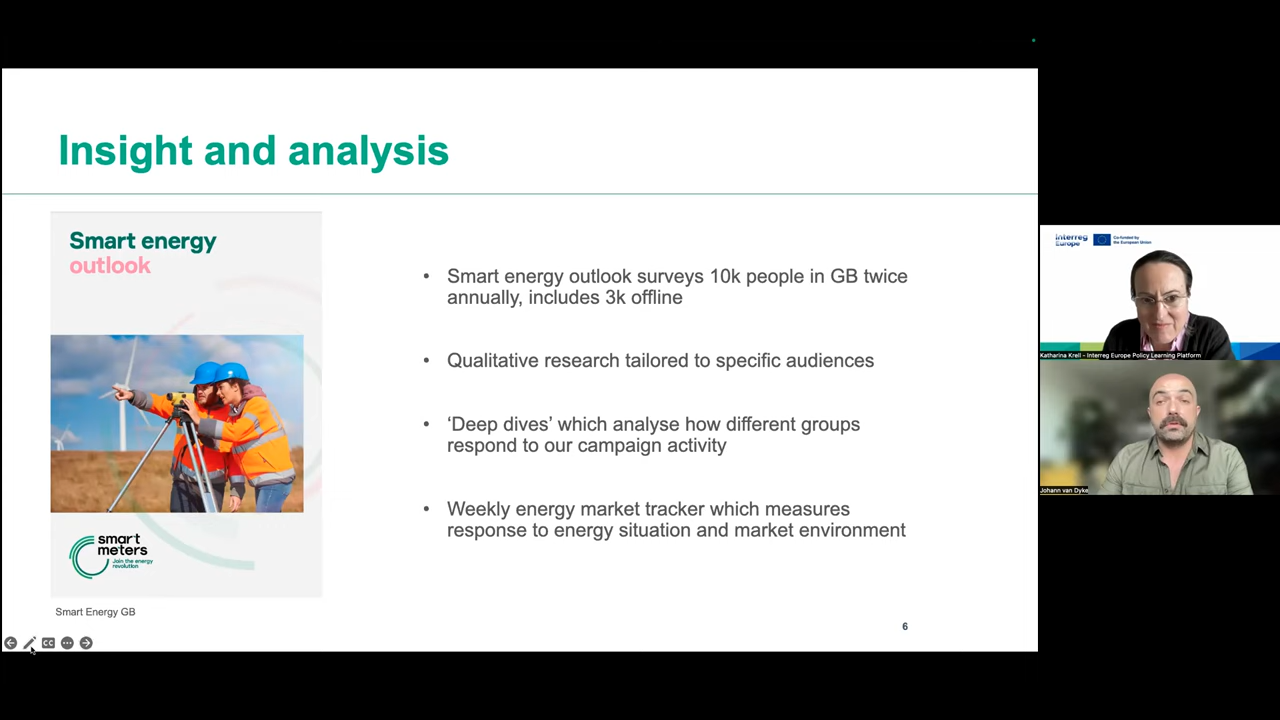 Insight and analysis
Smart energy
outlook
smart
meters
Join the energy
revolution
Smart Energy GB
• Smart energy outlook surveys 10k people in GB twice
annually, includes 3k offline
• Qualitative research tailored to specific audiences
• ‘Deep dives’ which analyse how different groups
respond to our campaign activity
• Weekly energy market tracker which measures
response to energy situation and market environment
6
CC
Interreg
Europe
Co-funded by
the European Union
Katharina Krell - Interreg Europe Policy Learning Platform
Johann van Dyke